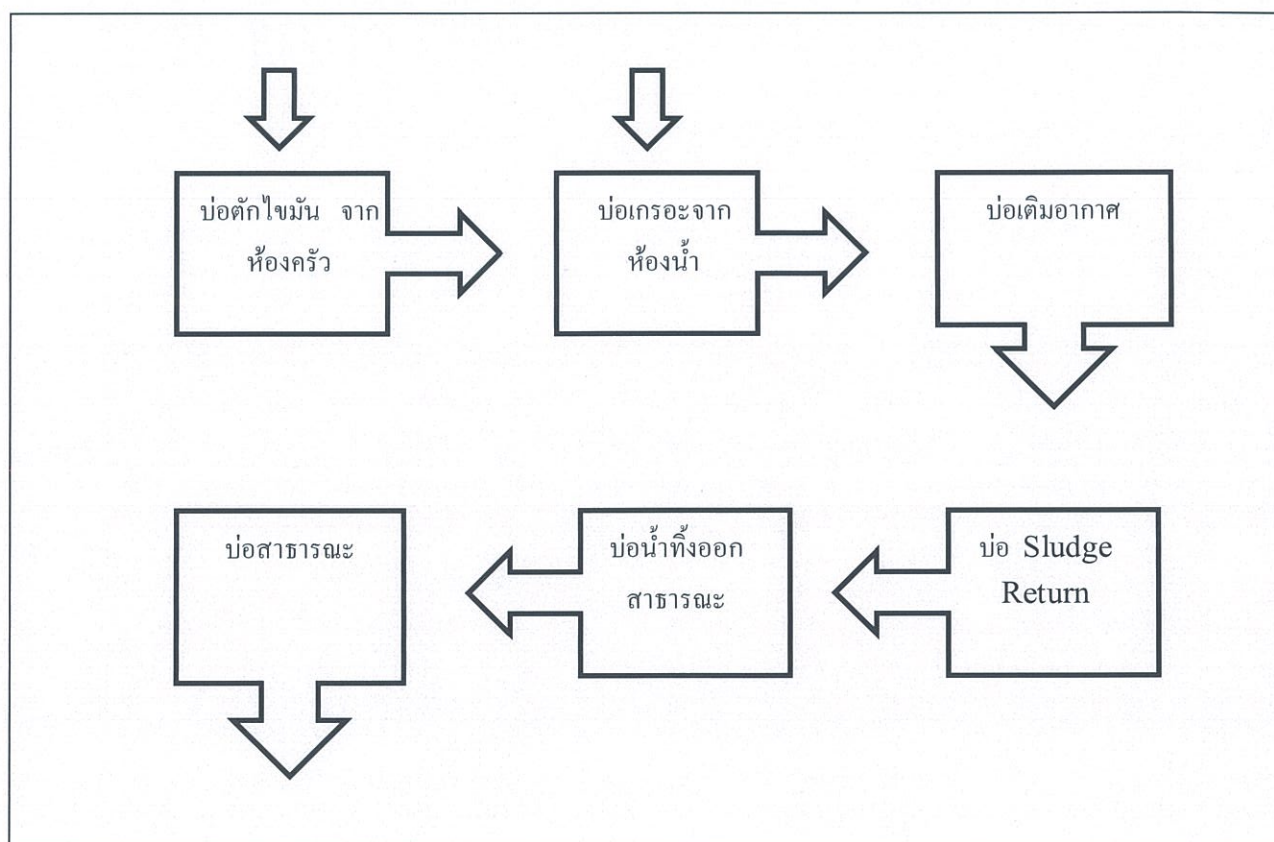 บ่อดักไขมัน จาก
ห้องครัว
บ่อเกรอะจาก
ห้องน้ำ
บ่อเติมอากาศ
บ่อ Sludge
Return
บ่อน้ำทิ้งออก
สาธารณะ
บ่อสาธารณะ